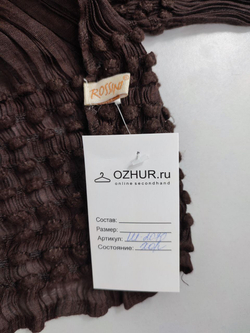 ROSSINI
OZHUR.ru
online secondhand
Состав:
Размер:
Артикул:
Состояние: